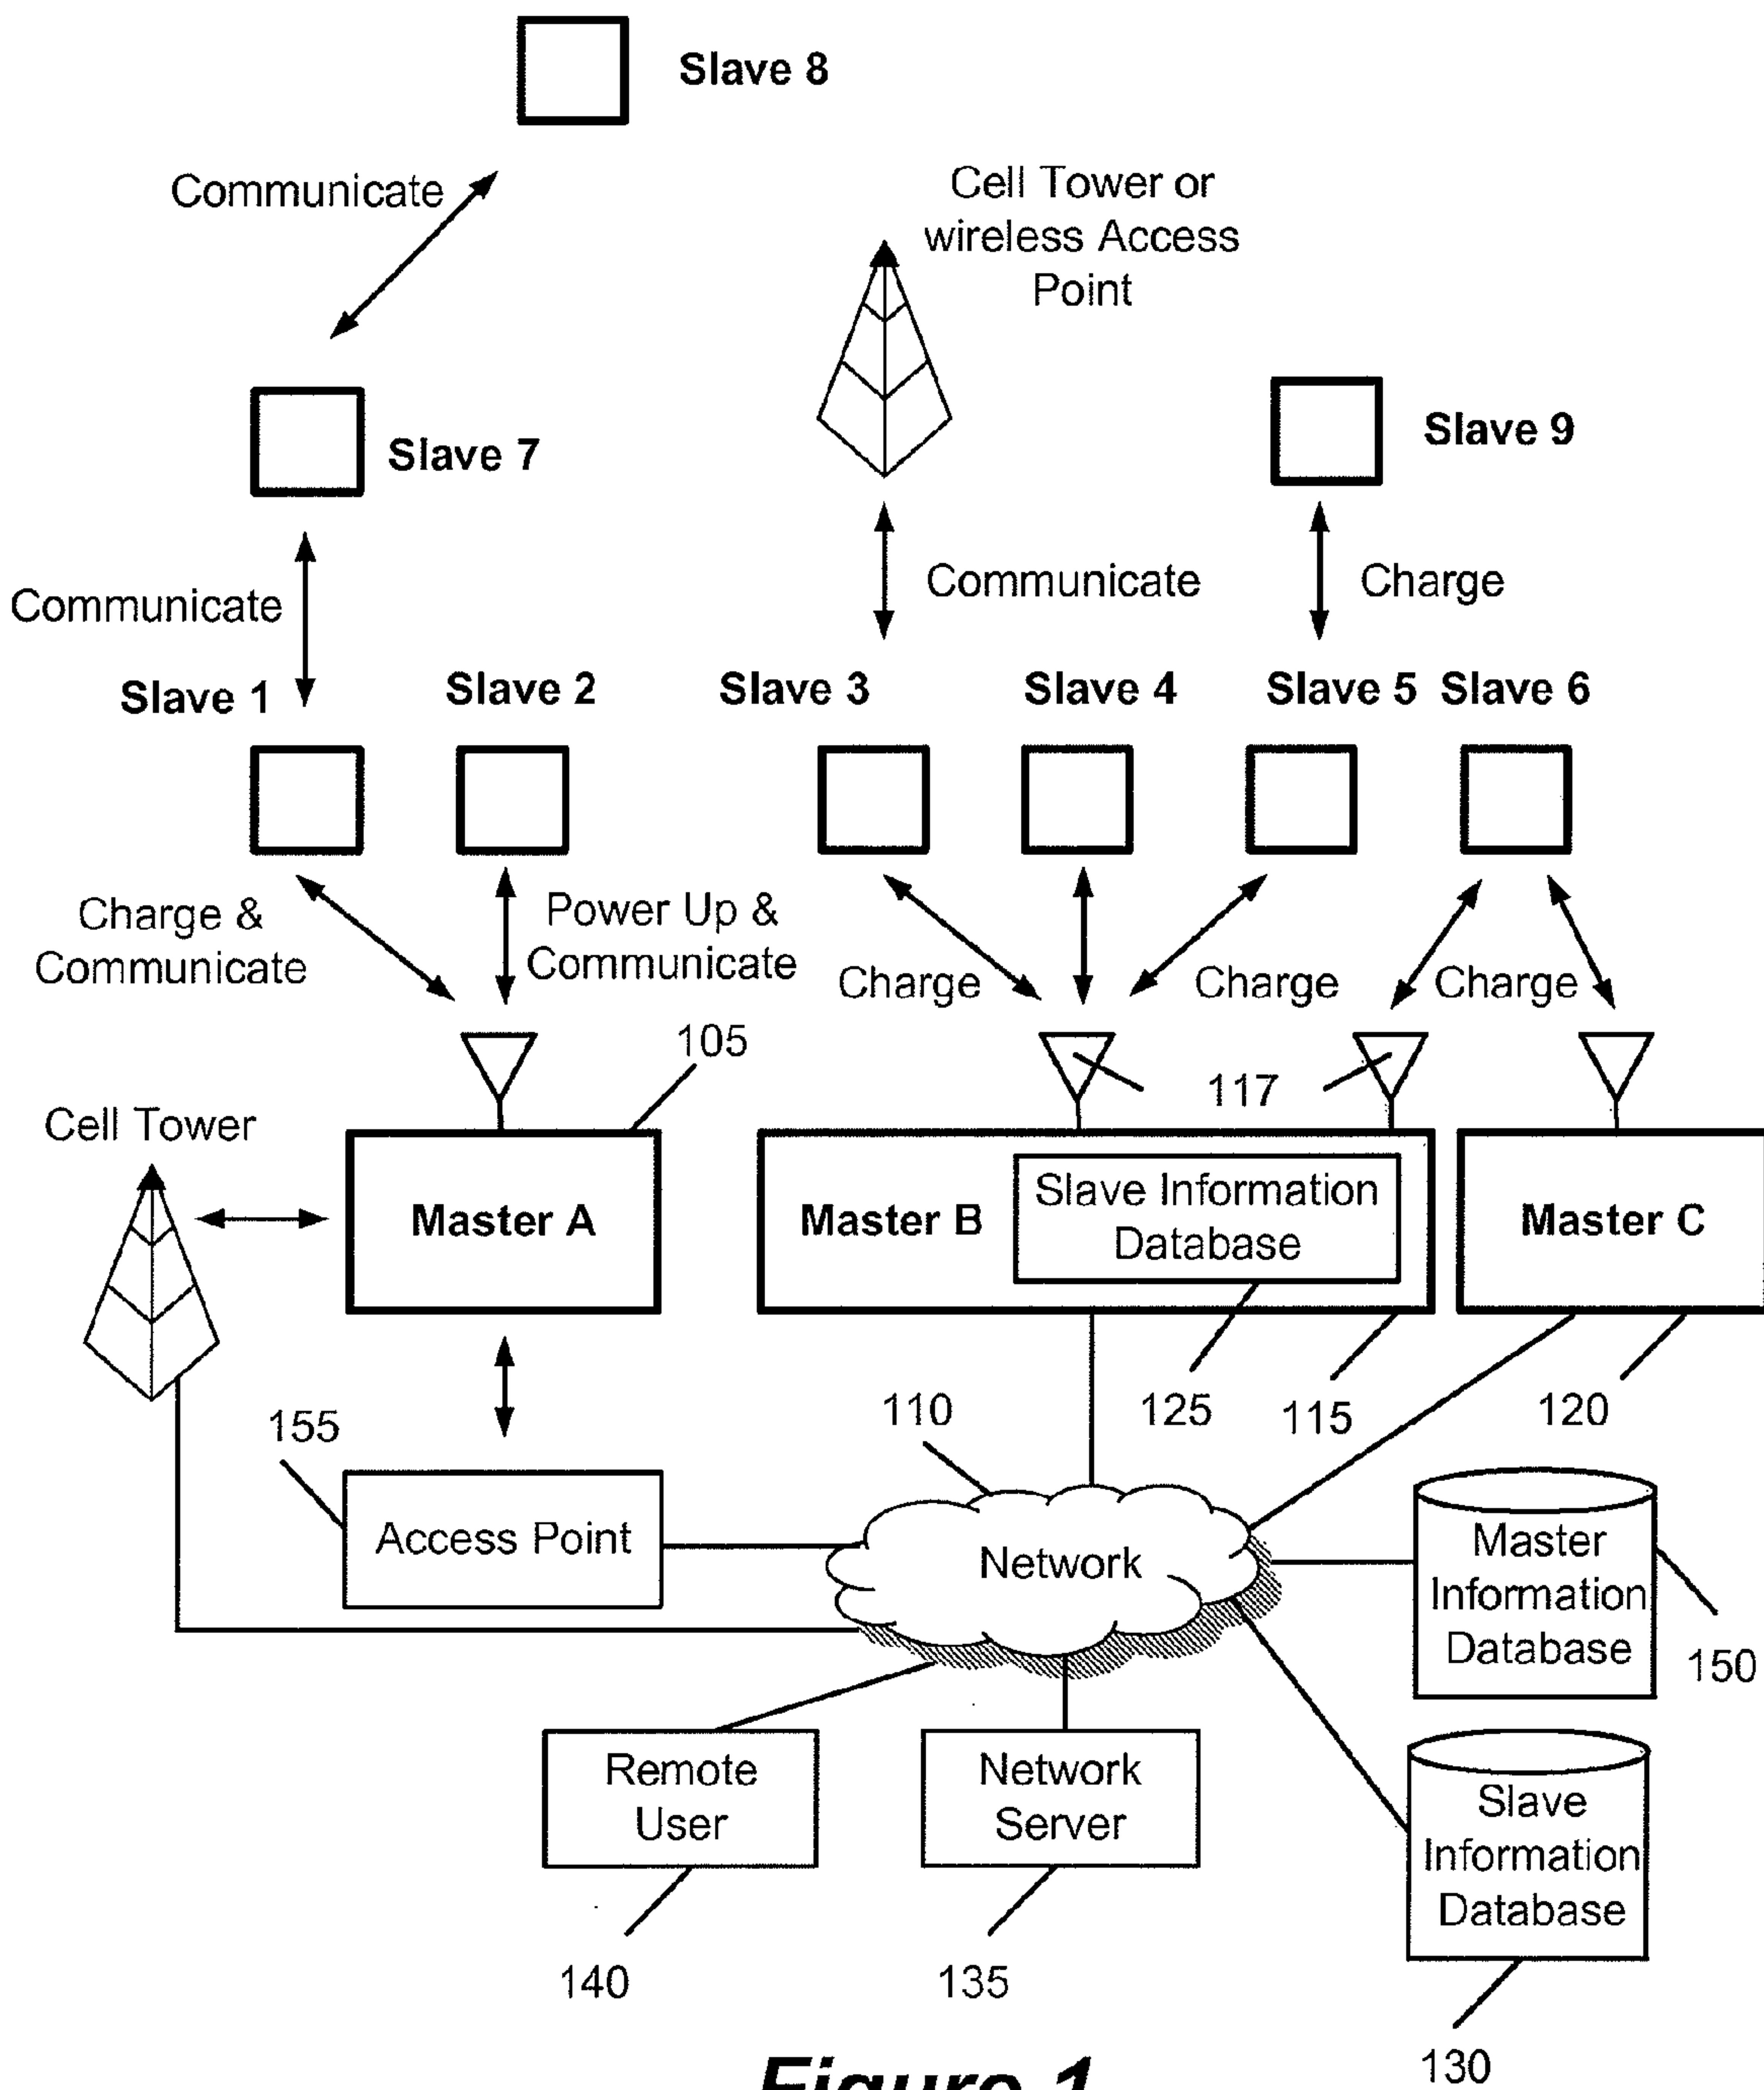 Slave 8
Communicate
Cell Tower or
wireless Access
Point
Slave 7
Slave 9
Communicate
Communicate
Charge
Slave 1
Slave 2
Slave 3
Slave 4
Slave 5
Slave 6
Charge &
Communicate
Power Up &
Communicate
Charge
Charge
Charge
105
117
Cell Tower
Master A
Master B
Slave Information
Database
Master C
155
110
125
115
120
Access Point
Network
Master
Information
Database
150
Remote
User
Network
Server
Slave
Information
Database
140
135
130
Figure 1